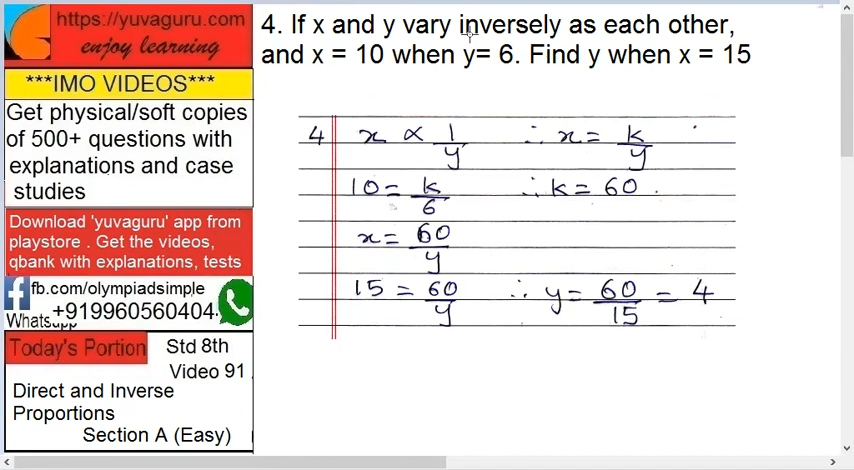 https://yuvaguru.com
enjoy learning
***IMO VIDEOS***
Get physical/soft copies
of 500+ questions with
explanations and case
studies
Download 'yuvaguru' app from
playstore . Get the videos,
qbank with explanations, tests
fb.com/olympiadsimple
Whatsupp +919960560404
Today's Portion Std 8th
Video 91
Direct and Inverse
Proportions
Section A (Easy)
4. If x and y vary inversely as each other,
and x = 10 when y= 6. Find y when x = 15
4 x ∝ 1/y ∴ x = k/y
10 = k/6 ∴ k = 60.
x = 60/y
15 = 60/y ∴ y = 60/15 = 4